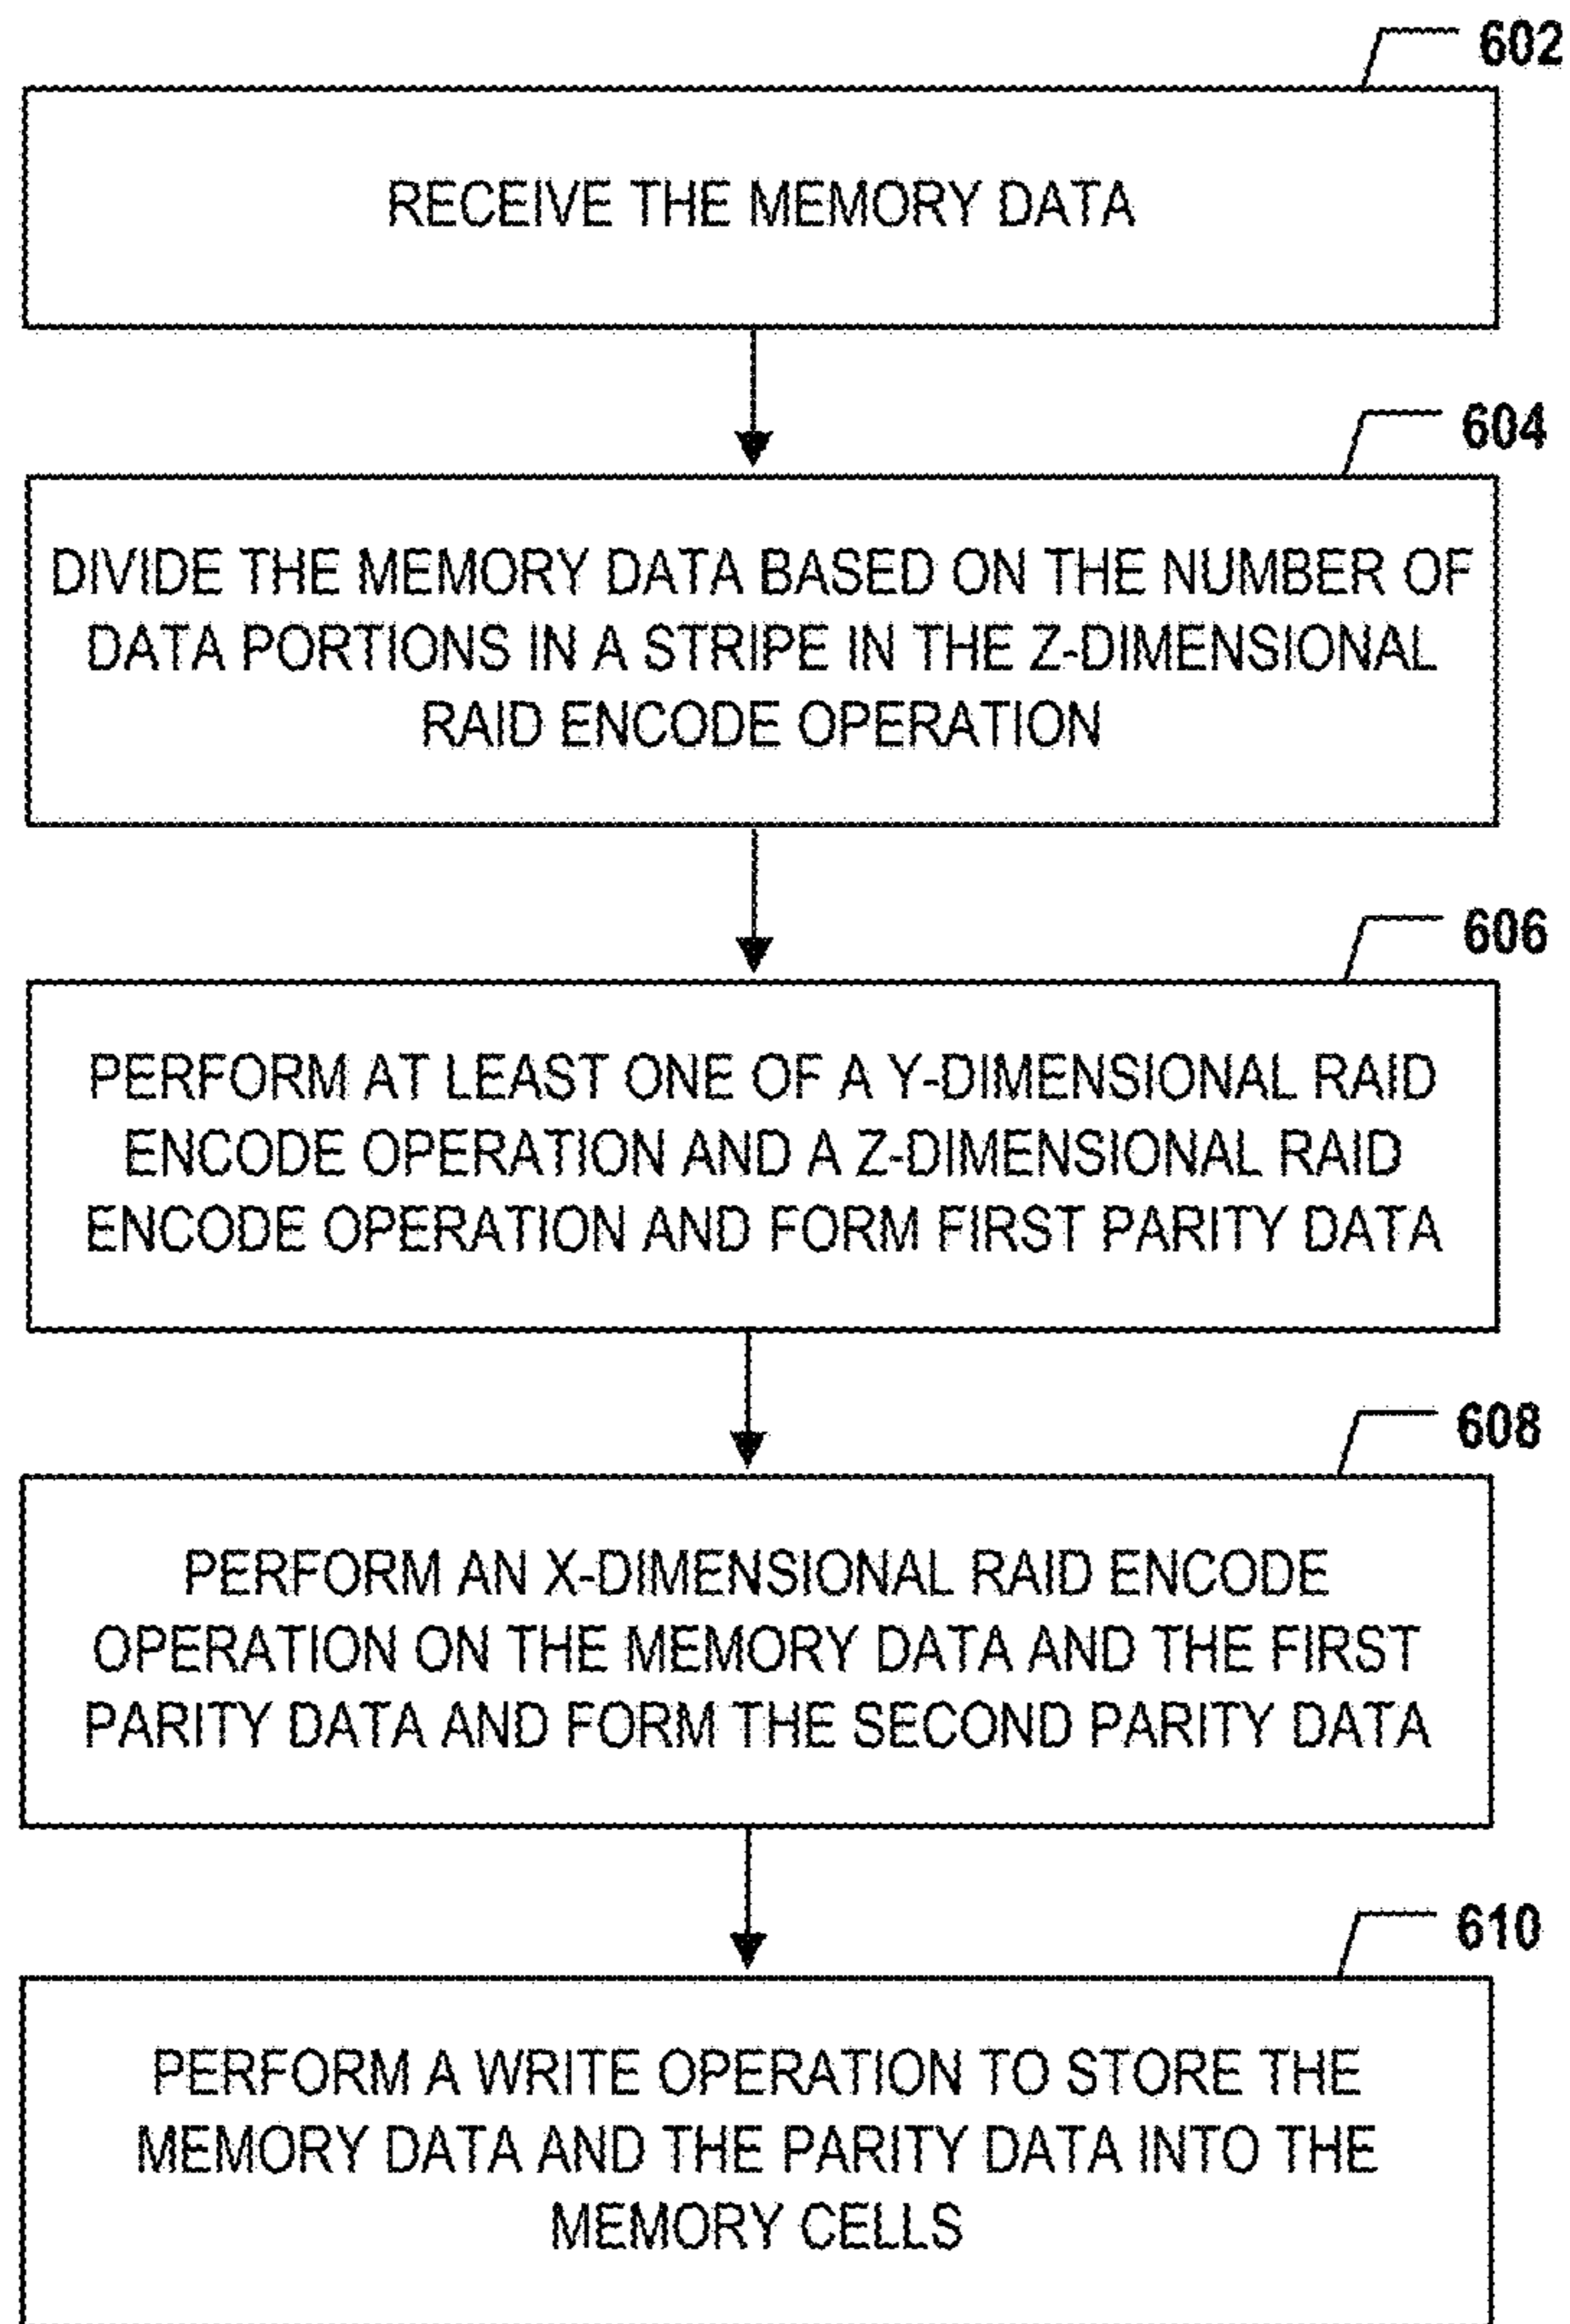 602
RECEIVE THE MEMORY DATA
604
DIVIDE THE MEMORY DATA BASED ON THE NUMBER OF
DATA PORTIONS IN A STRIPE IN THE Z-DIMENSIONAL
RAID ENCODE OPERATION
606
PERFORM AT LEAST ONE OF A Y-DIMENSIONAL RAID
ENCODE OPERATION AND A Z-DIMENSIONAL RAID
ENCODE OPERATION AND FORM FIRST PARITY DATA
608
PERFORM AN X-DIMENSIONAL RAID ENCODE
OPERATION ON THE MEMORY DATA AND THE FIRST
PARITY DATA AND FORM THE SECOND PARITY DATA
610
PERFORM A WRITE OPERATION TO STORE THE
MEMORY DATA AND THE PARITY DATA INTO THE
MEMORY CELLS